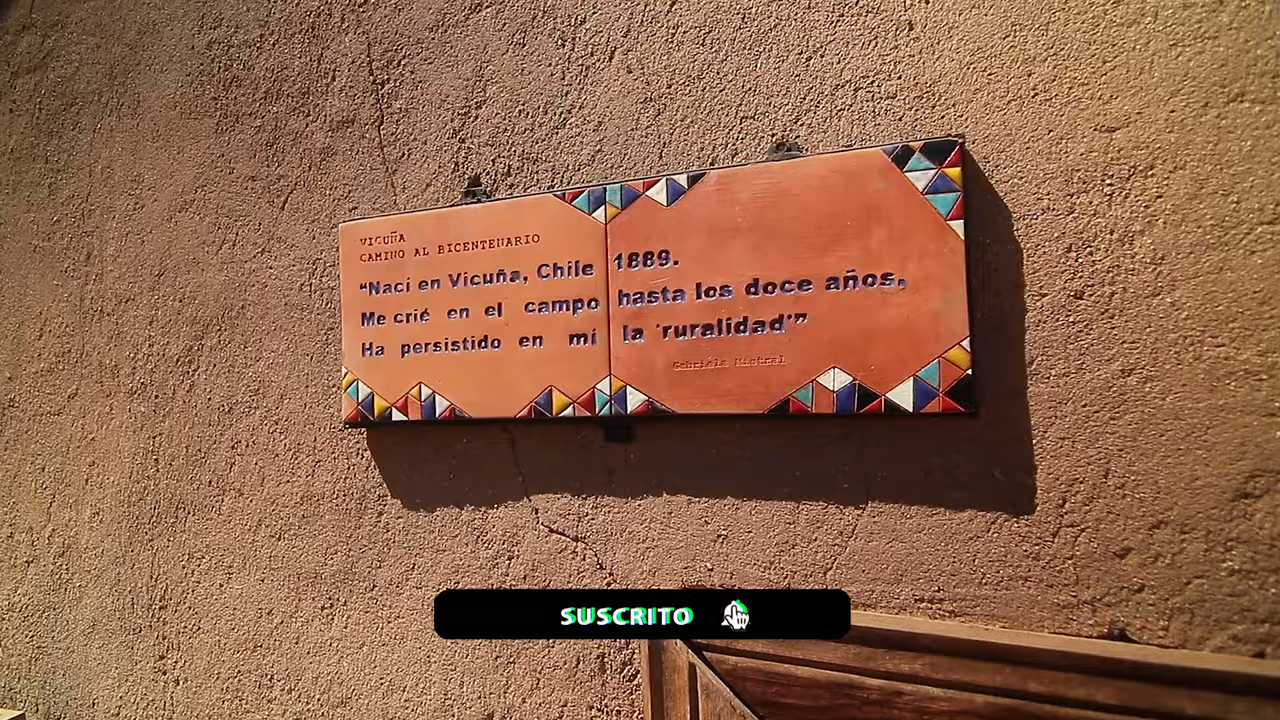 VICUÑA
CAMINO AL BICENTENARIO
“Nací en Vicuña, Chile 1889.
Me crié en el campo hasta los doce años,
Ha persistido en mí la 'ruralidad'”
Gabriela Mistral
SUSCRITO